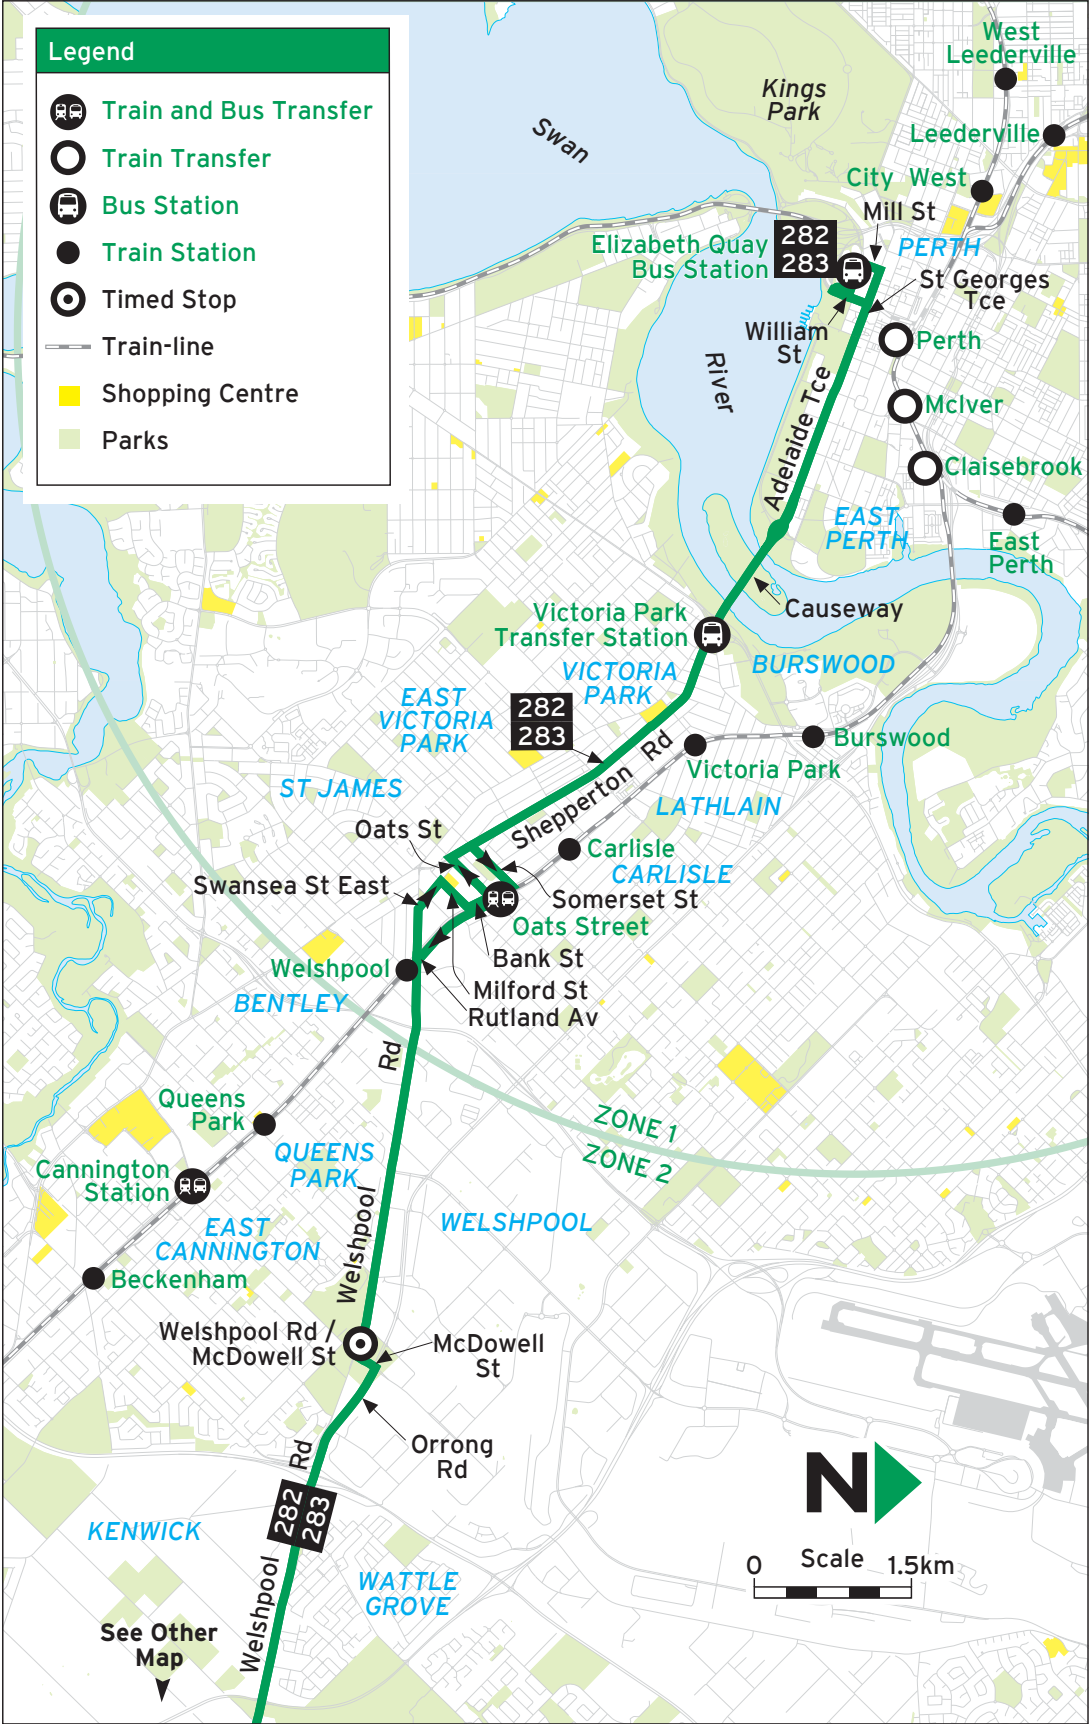 Legend
Train and Bus Transfer
Train Transfer
Bus Station
Train Station
Timed Stop
Train-line
Shopping Centre
Parks
West
Leederville
Kings
Park
Swan
Leederville
City West
Mill St
282
283
Elizabeth Quay
Bus Station
PERTH
St Georges
Tce
William
St
Perth
River
Adelaide Tce
McIver
Claisebrook
EAST
PERTH
East
Perth
Causeway
Victoria Park
Transfer Station
VICTORIA
PARK
BURSWOOD
EAST
VICTORIA
PARK
282
283
Burswood
Shepperton Rd
Victoria Park
ST JAMES
LATHLAIN
Oats St
Carlisle
CARLISLE
Swansea St East
Somerset St
Oats Street
Bank St
Welshpool
Milford St
BENTLEY
Rutland Av
Rd
Queens
Park
ZONE 1
ZONE 2
QUEENS
PARK
Cannington
Station
Welshpool
WELSHPOOL
EAST
CANNINGTON
Beckenham
Welshpool Rd /
McDowell St
McDowell
St
Orrong
Rd
Rd
N
282
283
KENWICK
0 Scale 1.5km
WATTLE
GROVE
Welshpool
See Other
Map